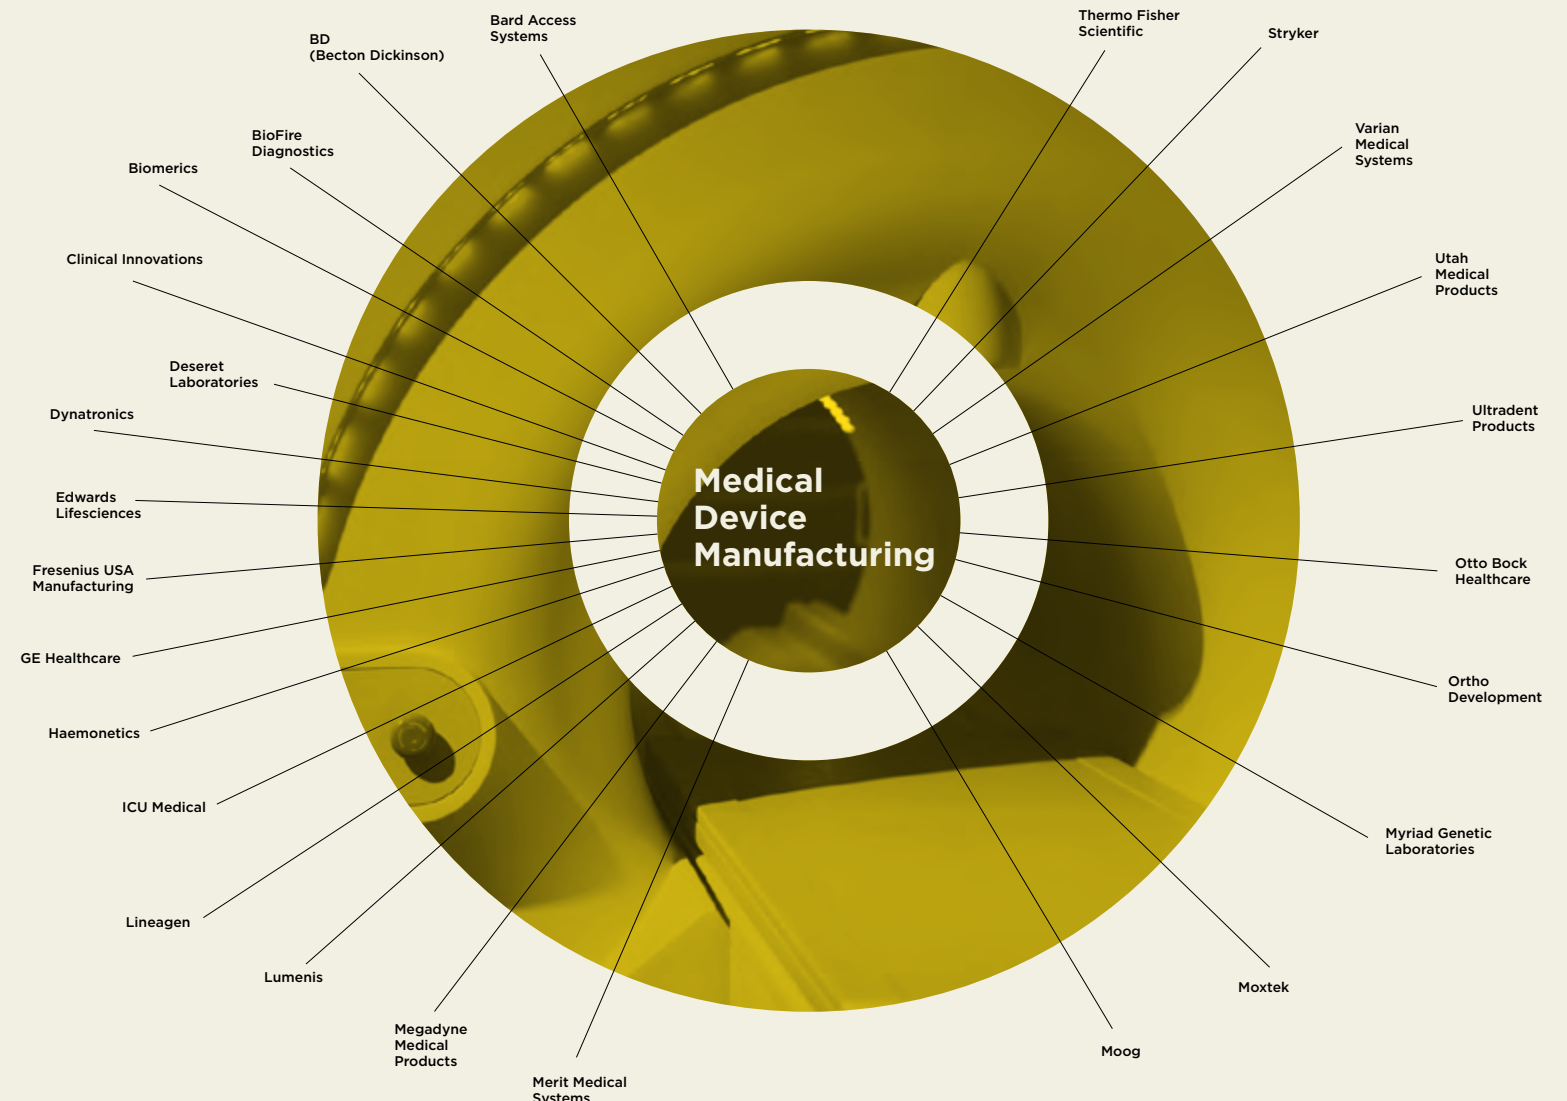 Bard Access
Systems
BD
(Becton Dickinson)
BioFire
Diagnostics
Biomerics
Clinical Innovations
Deseret
Laboratories
Dynatronics
Edwards
Lifesciences
Fresenius USA
Manufacturing
GE Healthcare
Haemonetics
ICU Medical
Lineagen
Lumenis
Megadyne
Medical
Products
Merit Medical
Systems
Moog
Moxtek
Myriad Genetic
Laboratories
Ortho
Development
Otto Bock
Healthcare
Ultradent
Products
Utah
Medical
Products
Varian
Medical
Systems
Stryker
Thermo Fisher
Scientific
Medical
Device
Manufacturing